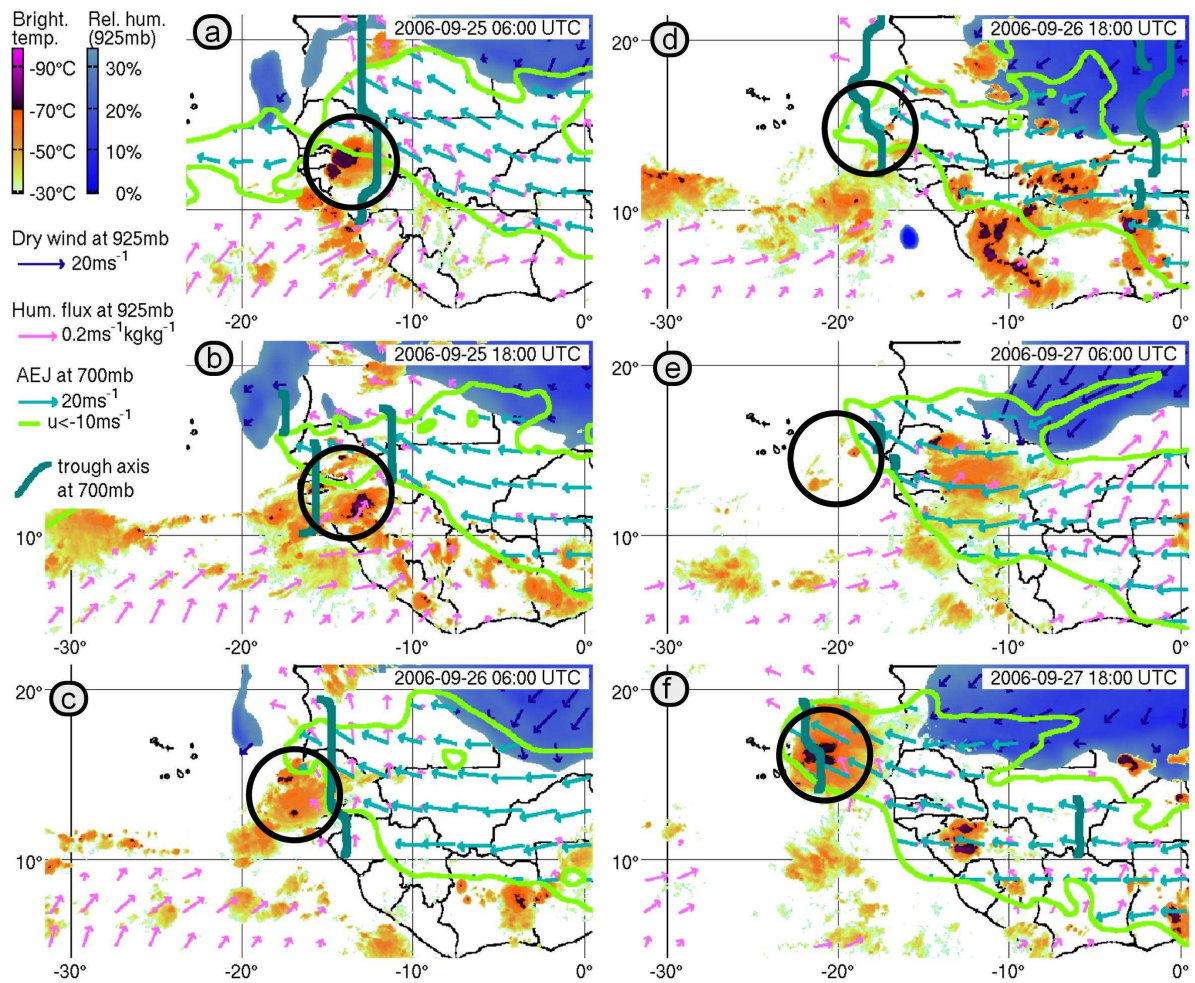 Bright. Rel. hum.
temp. (925mb)
-90°C 30%
-70°C 20%
-50°C 10%
-30°C 0%
Dry wind at 925mb
20ms-1
Hum. flux at 925mb
0.2ms-1kgkg-1
AEJ at 700mb
20ms-1
u<-10ms-1
trough axis
at 700mb
a
2006-09-25 06:00 UTC
-20° -10° 0°
b
2006-09-25 18:00 UTC
10°
-30° -20° -10° 0°
c
2006-09-26 06:00 UTC
20°
10°
-30° -20° -10° 0°
d
2006-09-26 18:00 UTC
20°
10°
-30° -20° -10° 0°
e
2006-09-27 06:00 UTC
20°
10°
-30° -20° -10° 0°
f
2006-09-27 18:00 UTC
20°
10°
-30° -20° -10° 0°